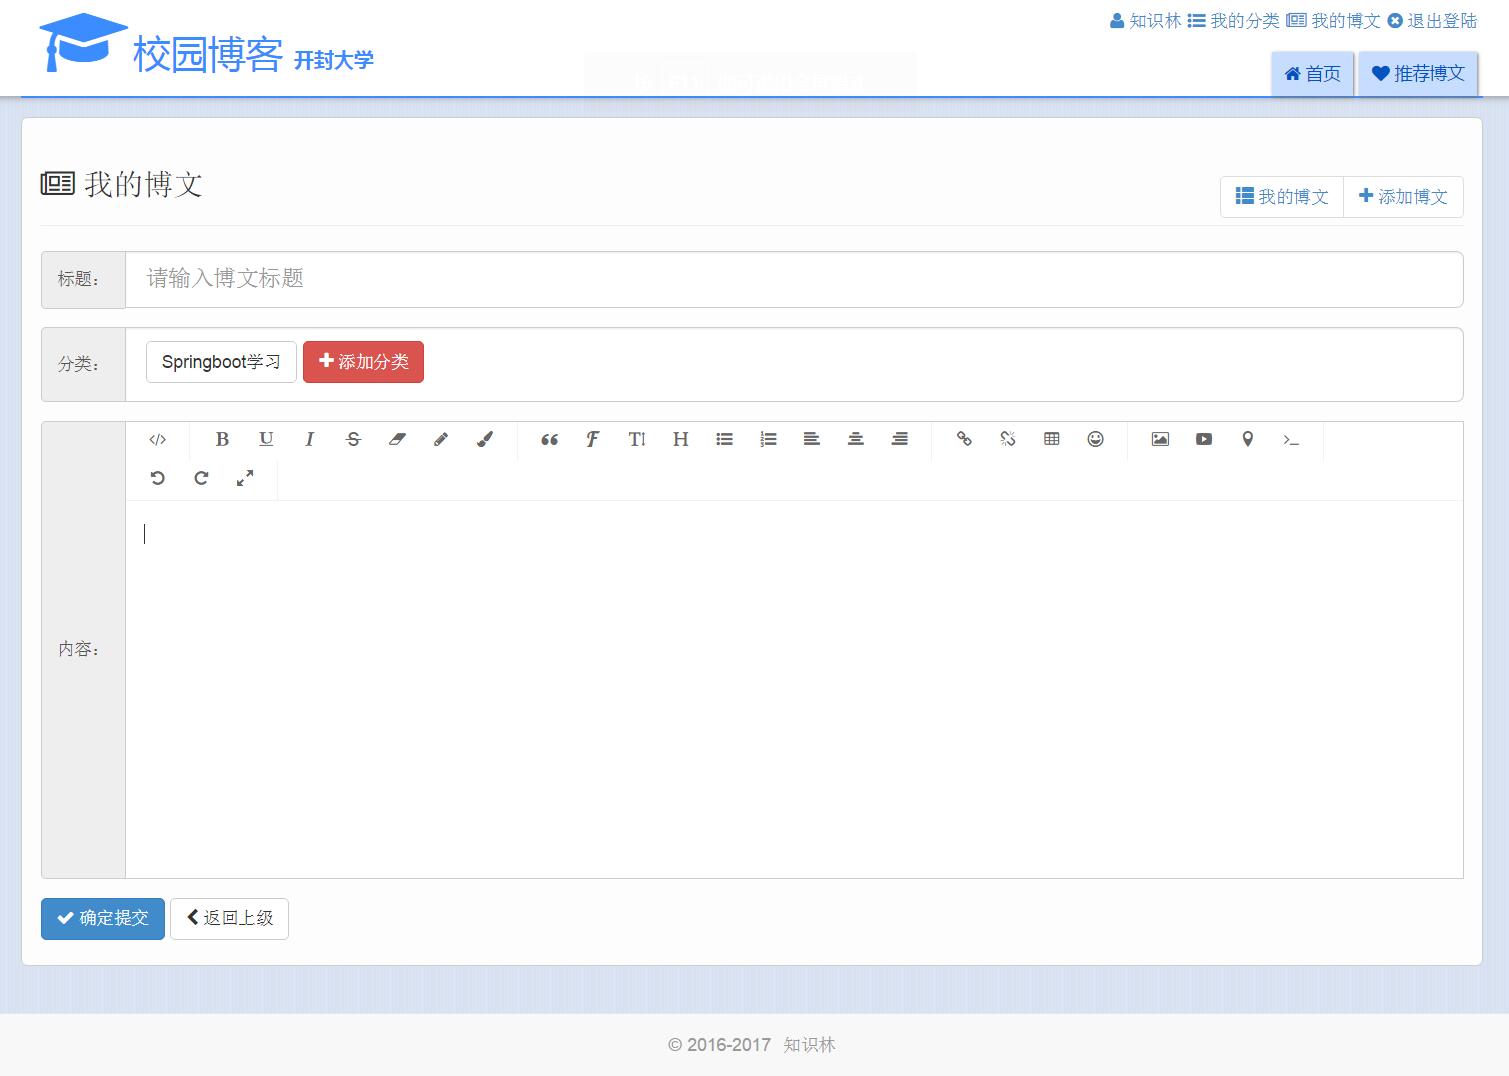 知识林 我的分类 我的博文 退出登陆
校园博客 开封大学
首页 推荐博文
我的博文
我的博文 添加博文
标题：
请输入博文标题
分类：
Springboot学习 添加分类
内容：
确定提交 返回上级
© 2016-2017 知识林